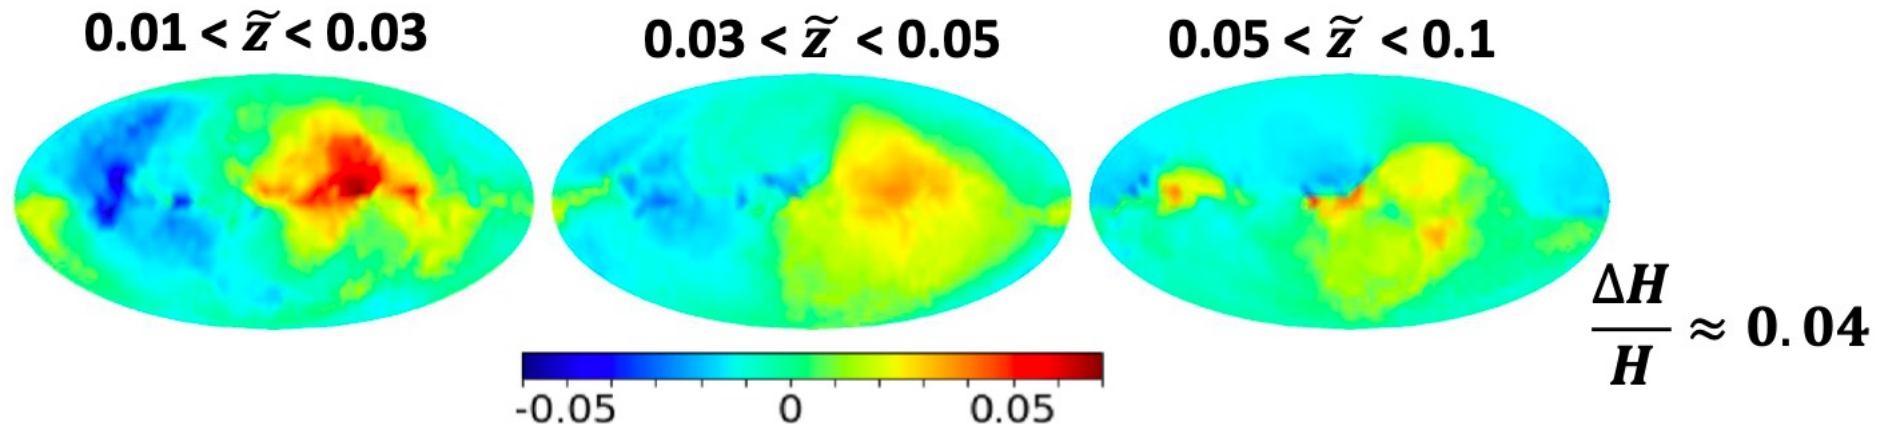 0.01 < z̃ < 0.03
0.03 < z̃ < 0.05
0.05 < z̃ < 0.1
ΔH
H
≈ 0.04
-0.05 0 0.05